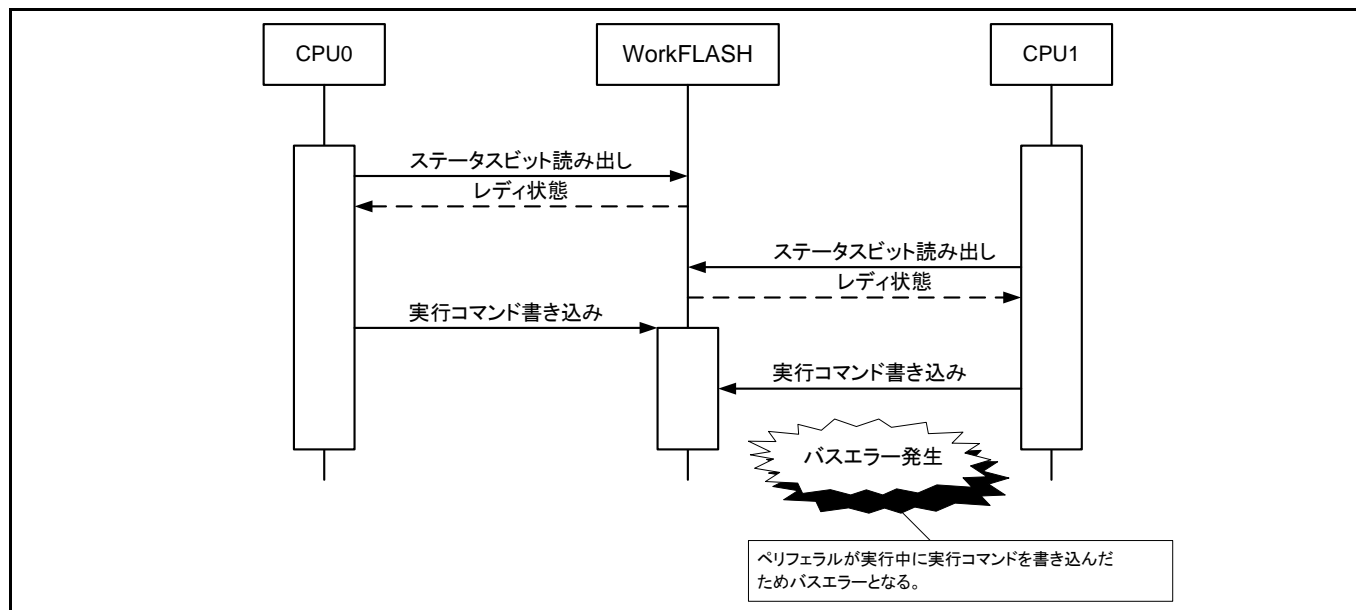 CPU0
WorkFLASH
CPU1
ステータスビット読み出し
レディ状態
ステータスビット読み出し
レディ状態
実行コマンド書き込み
実行コマンド書き込み
バスエラー発生
ペリフェラルが実行中に実行コマンドを書き込んだ
ためバスエラーとなる。